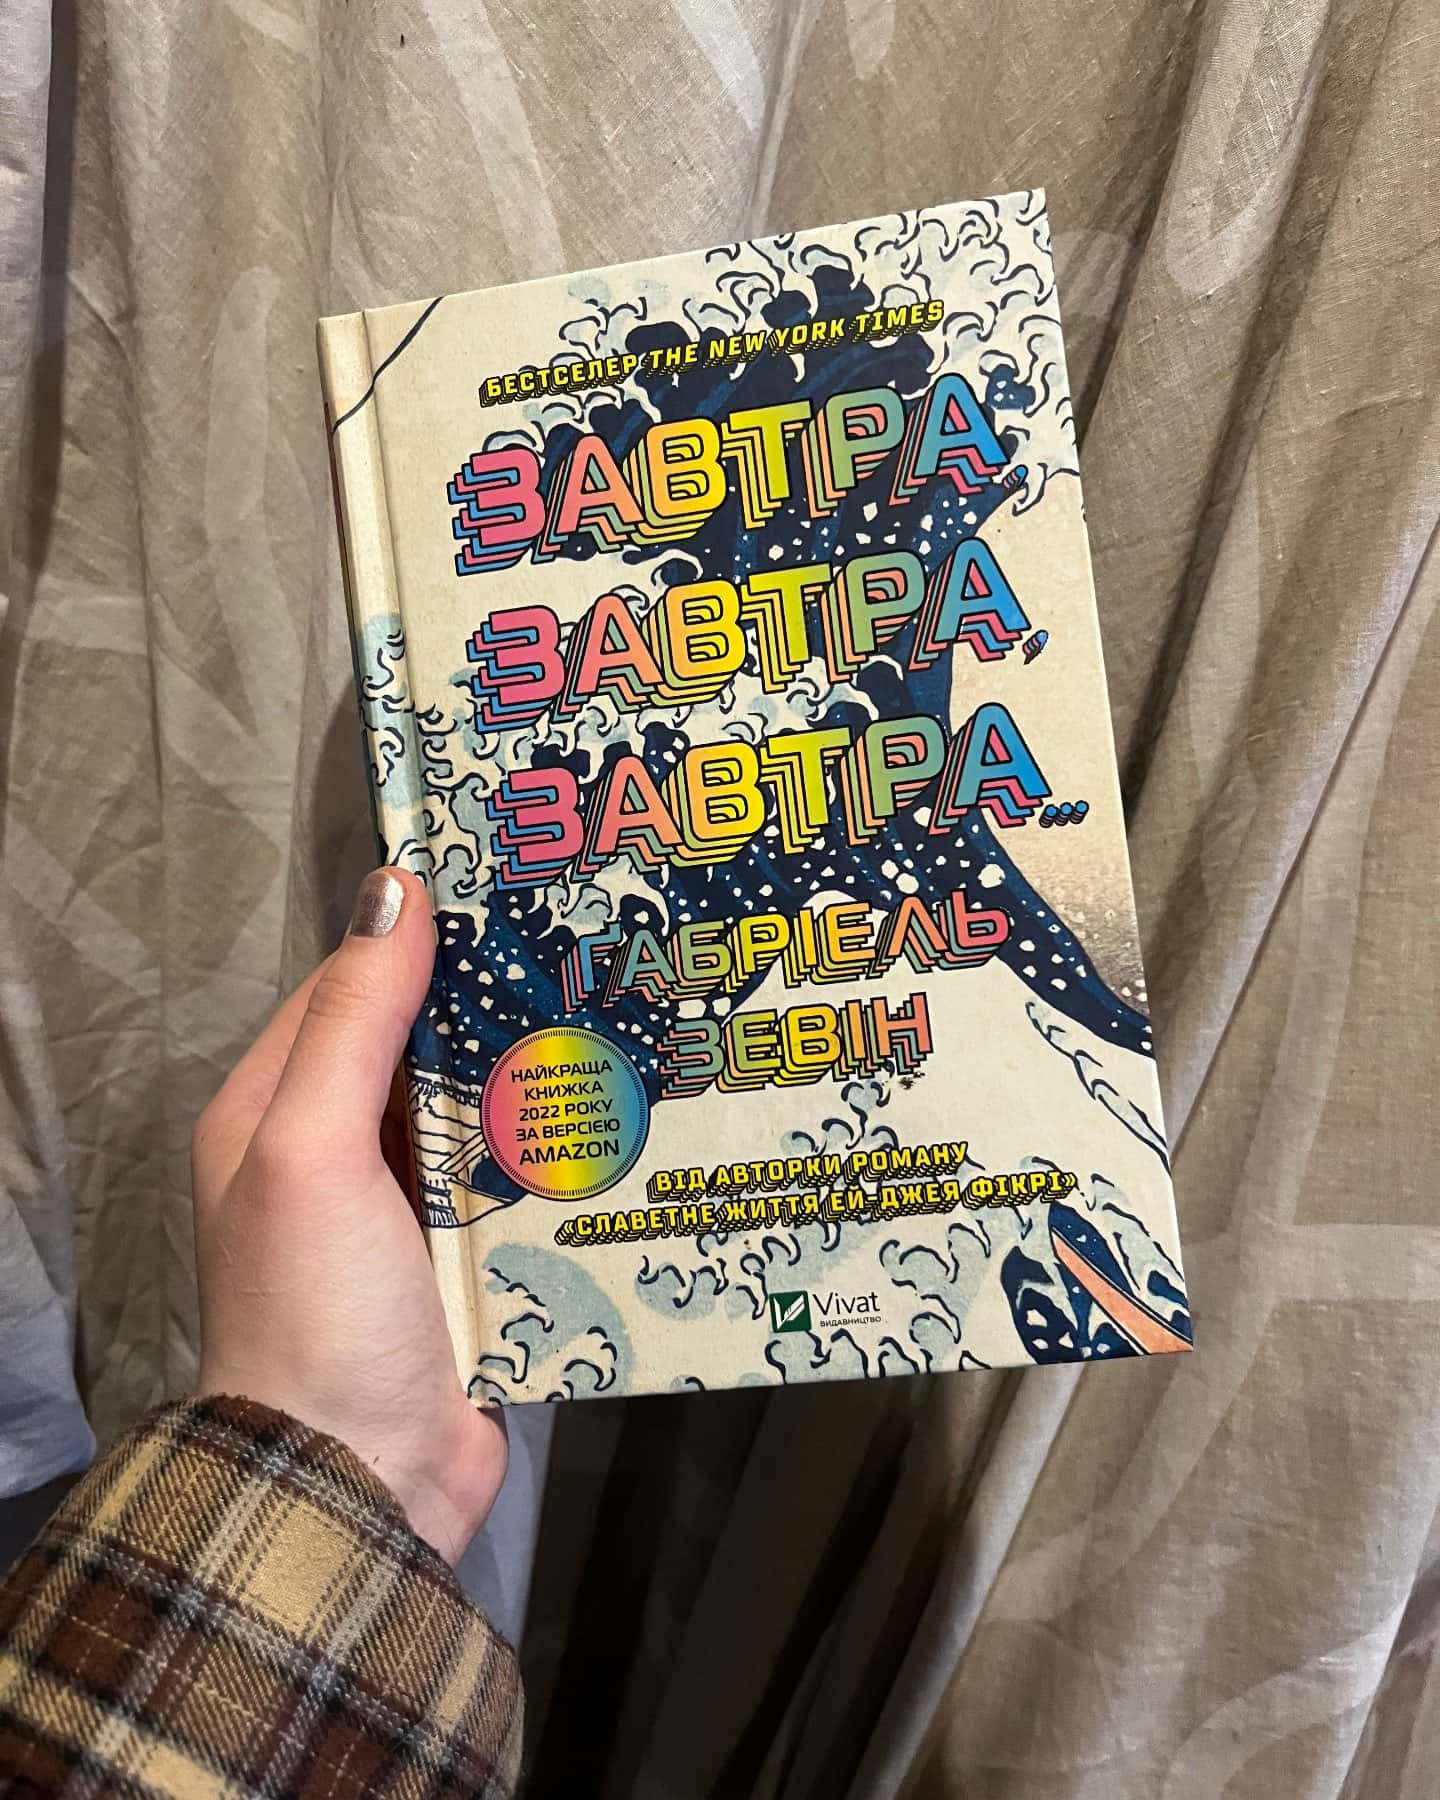 БЕСТСЕЛЕР THE NEW YORK TIMES
ЗАВТРА,
ЗАВТРА,
ЗАВТРА...
ҐАБРІЕЛЬ
ЗЕВІН
НАЙКРАЩА
КНИЖКА
2022 РОКУ
ЗА ВЕРСІЄЮ
AMAZON
ВІД АВТОРКИ РОМАНУ
«СЛАВЕТНЕ ЖИТТЯ ЕЙ-ДЖЕЯ ФІКРІ»
Vivat
ВИДАВНИЦТВО